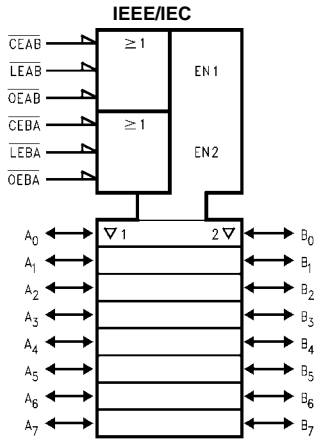 IEEE/IEC
CEAB ≥1
LEAB EN1
OEAB
CEBA ≥1
LEBA EN2
OEBA
A0 ▽1 2▽ B0
A1 B1
A2 B2
A3 B3
A4 B4
A5 B5
A6 B6
A7 B7